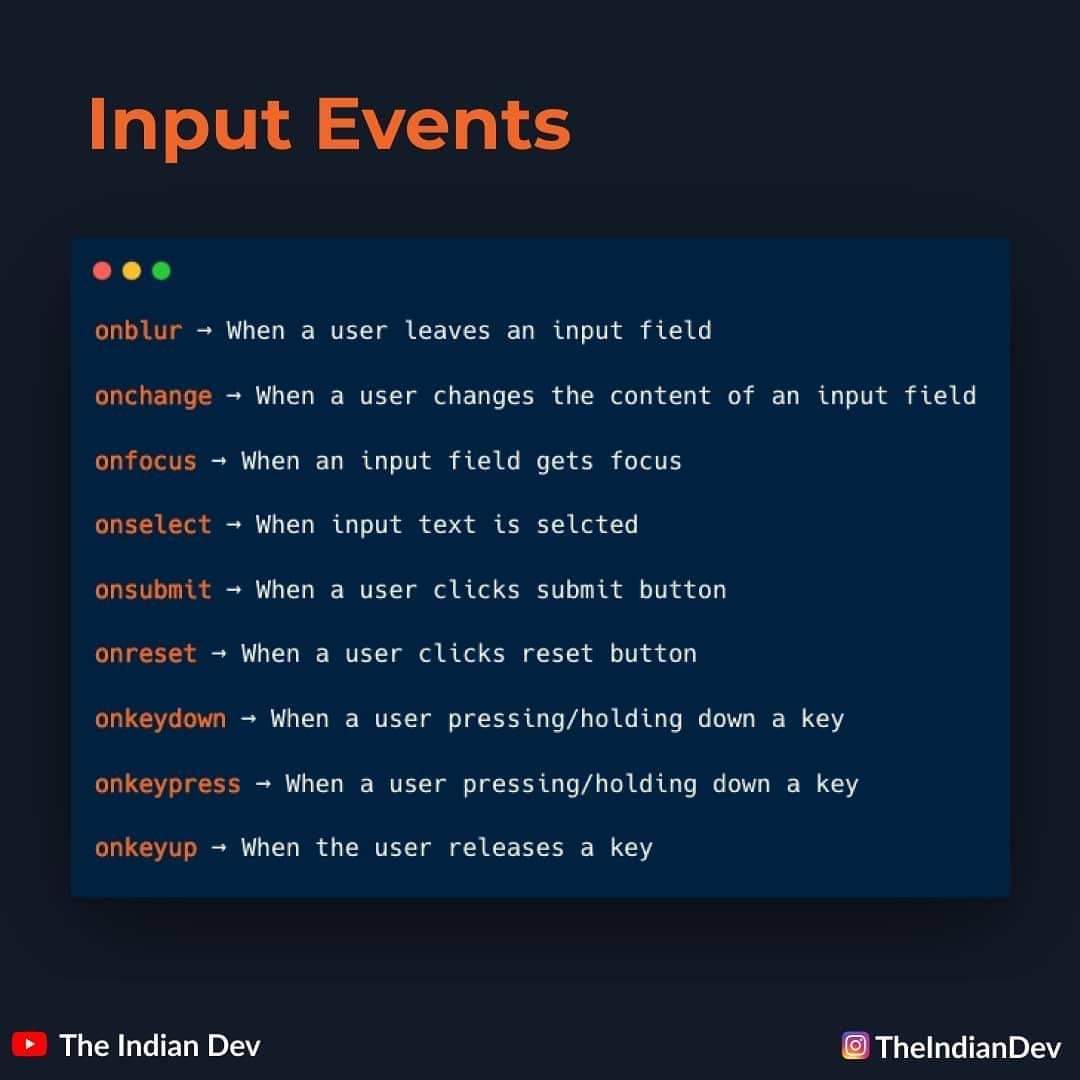 Input Events
onblur → When a user leaves an input field
onchange → When a user changes the content of an input field
onfocus → When an input field gets focus
onselect → When input text is selcted
onsubmit → When a user clicks submit button
onreset → When a user clicks reset button
onkeydown → When a user pressing/holding down a key
onkeypress → When a user pressing/holding down a key
onkeyup → When the user releases a key
The Indian Dev
TheIndianDev